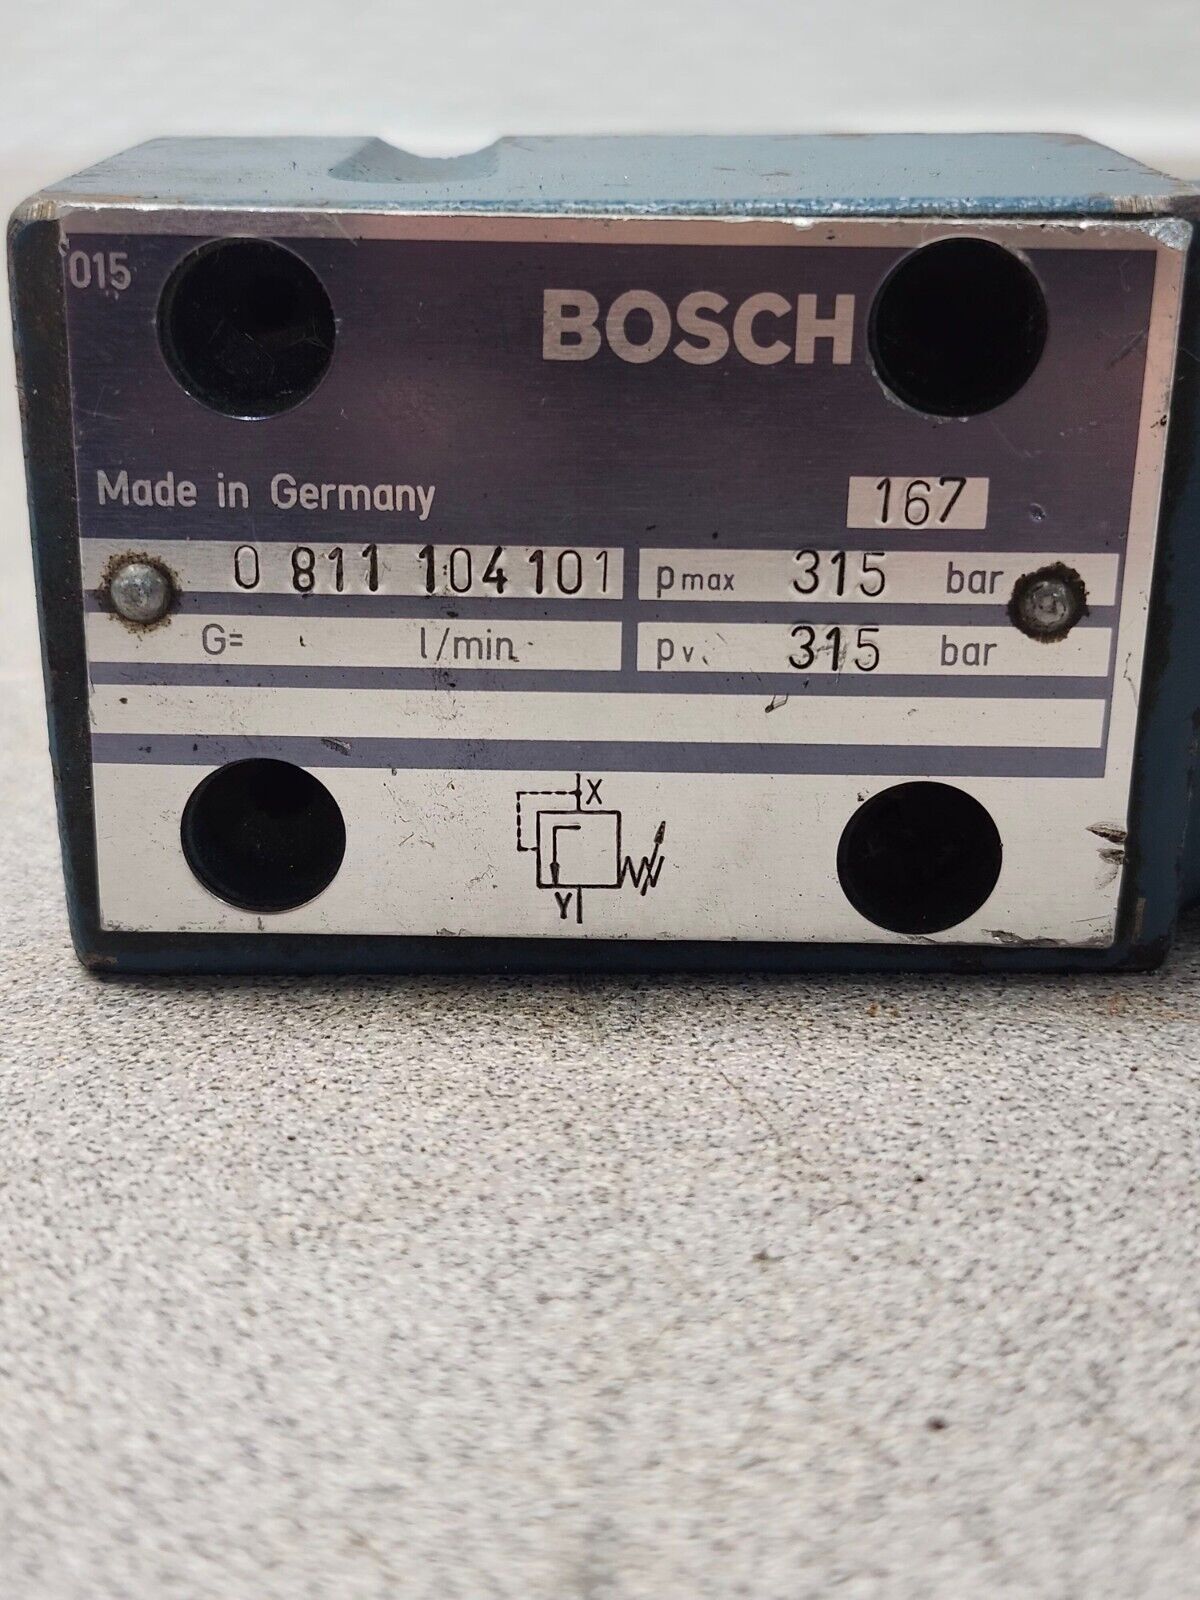 015
BOSCH
Made in Germany 167
0 811 104 101 pmax 315 bar
G= l/min pv 315 bar
X
Y